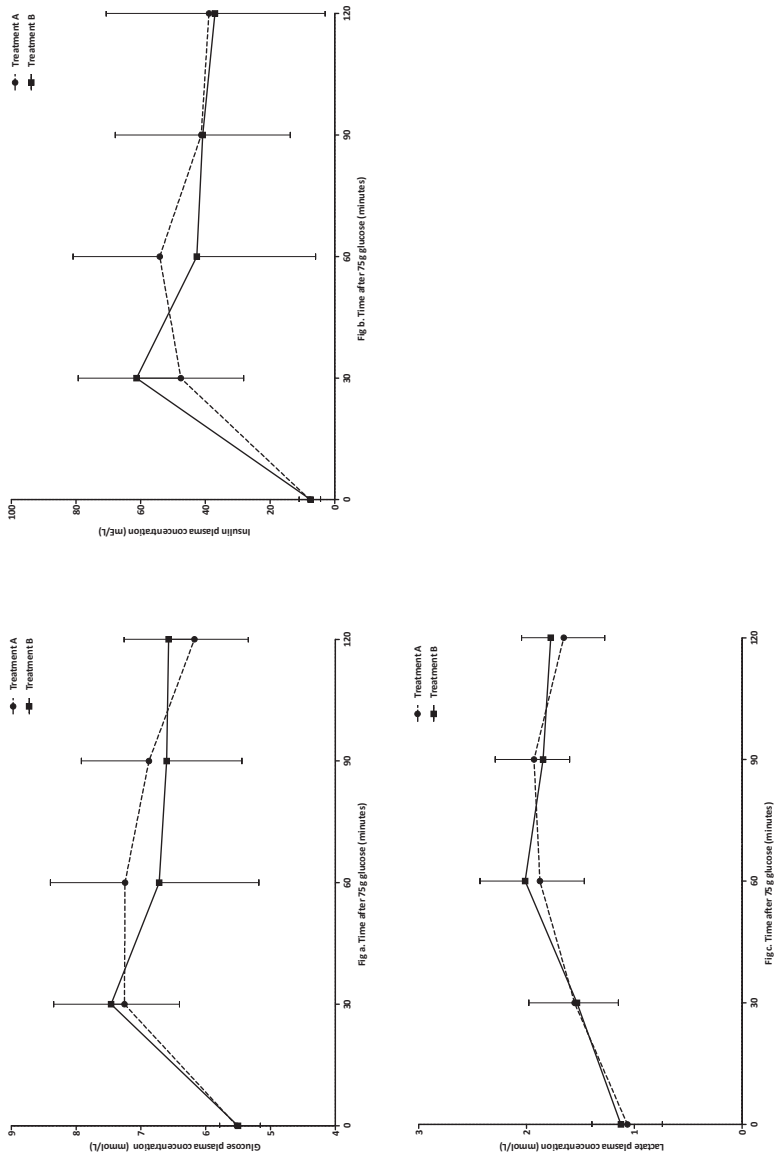 Glucose plasma concentration (mmol/L)
9
8
7
6
5
4
0
30
60
90
120
Treatment A
Treatment B
Fig a. Time after 75g glucose (minutes)
Insulin plasma concentration (mE/L)
100
80
60
40
20
0
0
30
60
90
120
Treatment A
Treatment B
Fig b. Time after 75g glucose (minutes)
Lactate plasma concentration (mmol/L)
3
2
1
0
0
30
60
90
120
Treatment A
Treatment B
Fig c. Time after 75g glucose (minutes)